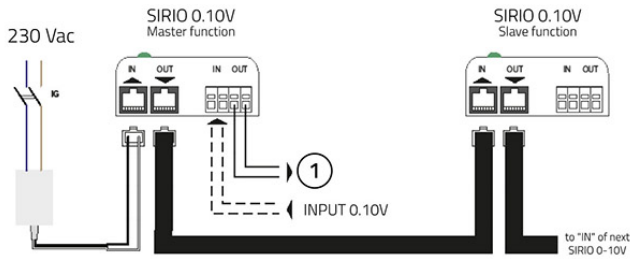 SIRIO 0.10V
Master function
SIRIO 0.10V
Slave function
230 Vac
IG
IN
OUT
IN OUT
IN
OUT
IN OUT
1
INPUT 0.10V
to "IN" of next
SIRIO 0-10V